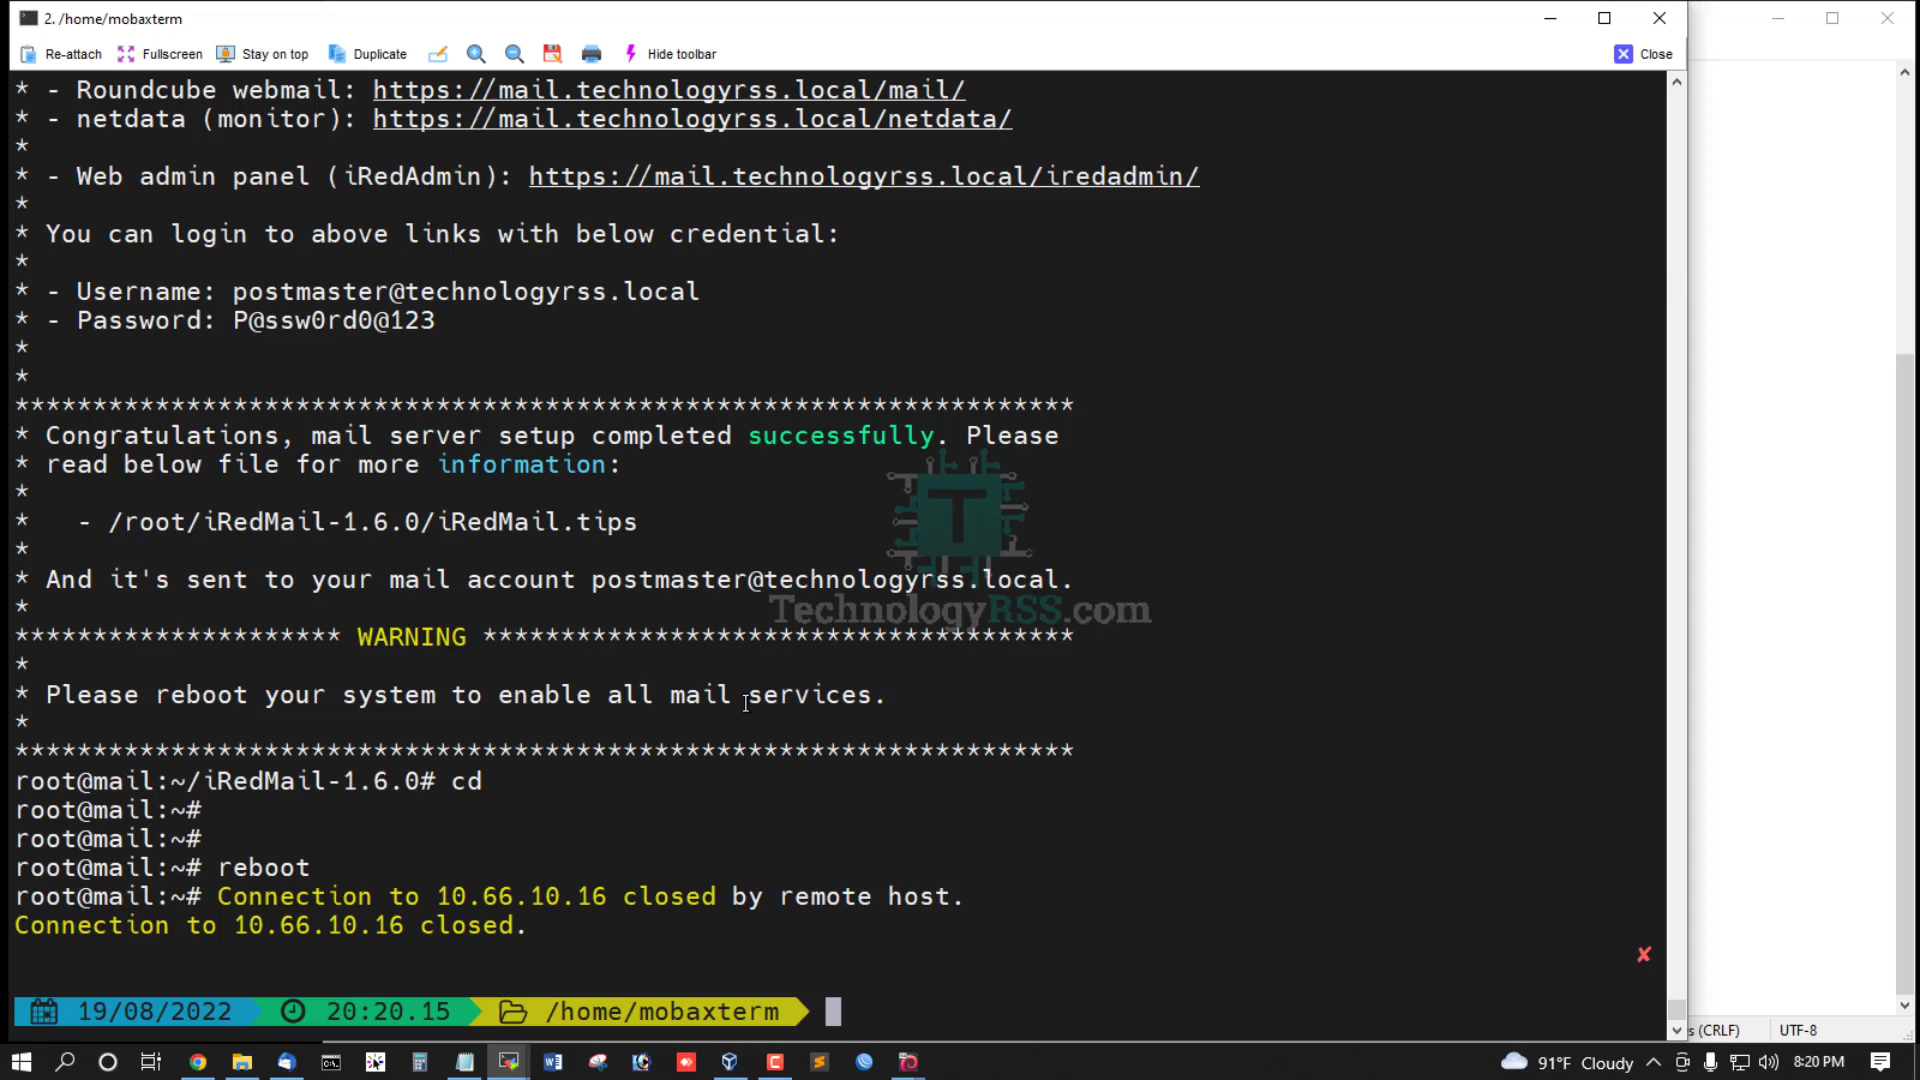 2. /home/mobaxterm
Re-attach Fullscreen Stay on top Duplicate Hide toolbar Close
* - Roundcube webmail: https://mail.technologyrss.local/mail/
* - netdata (monitor): https://mail.technologyrss.local/netdata/
*
* - Web admin panel (iRedAdmin): https://mail.technologyrss.local/iredadmin/
*
* You can login to above links with below credential:
*
* - Username: postmaster@technologyrss.local
* - Password: P@ssw0rd0@123
*
*
********************************************************************
* Congratulations, mail server setup completed successfully. Please
* read below file for more information:
*
*   - /root/iRedMail-1.6.0/iRedMail.tips
*
* And it's sent to your mail account postmaster@technologyrss.local.
TechnologyRSS.com
*
********************* WARNING **************************************
*
* Please reboot your system to enable all mail services.
*
********************************************************************
root@mail:~/iRedMail-1.6.0# cd
root@mail:~#
root@mail:~#
root@mail:~# reboot
root@mail:~# Connection to 10.66.10.16 closed by remote host.
Connection to 10.66.10.16 closed.
19/08/2022 20:20.15 /home/mobaxterm
s (CRLF) UTF-8
91°F Cloudy 8:20 PM